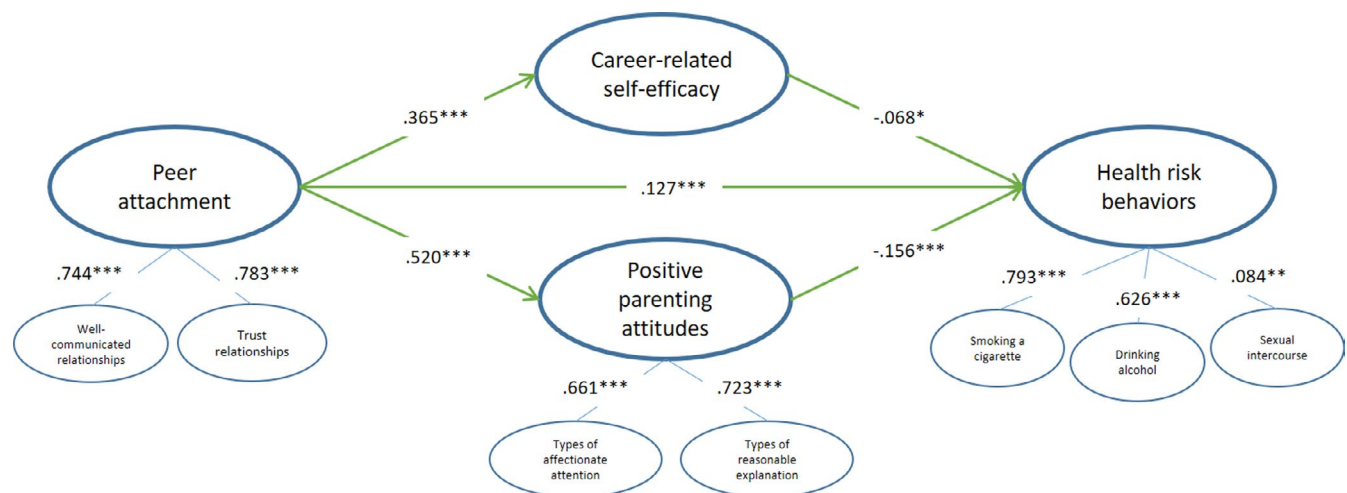 Career-related
self-efficacy
.365***
-.068*
Peer
attachment
.127***
Health risk
behaviors
.520***
-.156***
.744***
.783***
Positive
parenting
attitudes
.793***
.626***
.084**
Well-
communicated
relationships
Trust
relationships
Smoking a
cigarette
Drinking
alcohol
Sexual
intercourse
.661***
.723***
Types of
affectionate
attention
Types of
reasonable
explanation